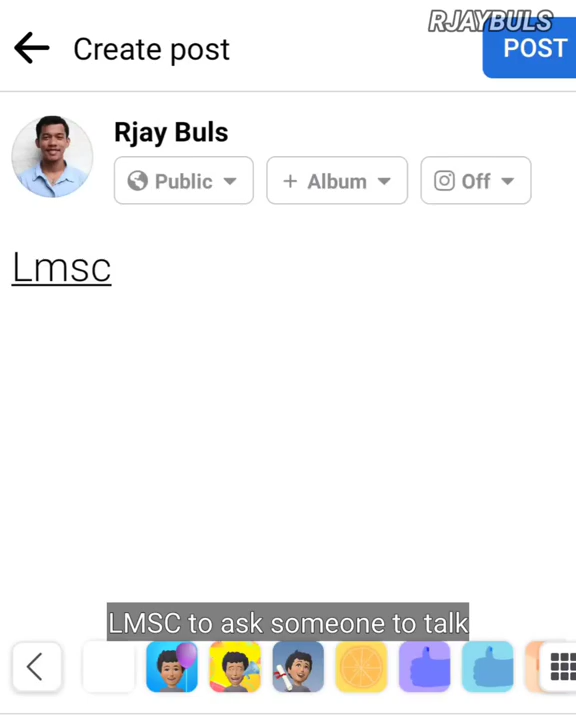 RJAYBULS
Create post
POST
Rjay Buls
Public
+ Album
Off
Lmsc
LMSC to ask someone to talk